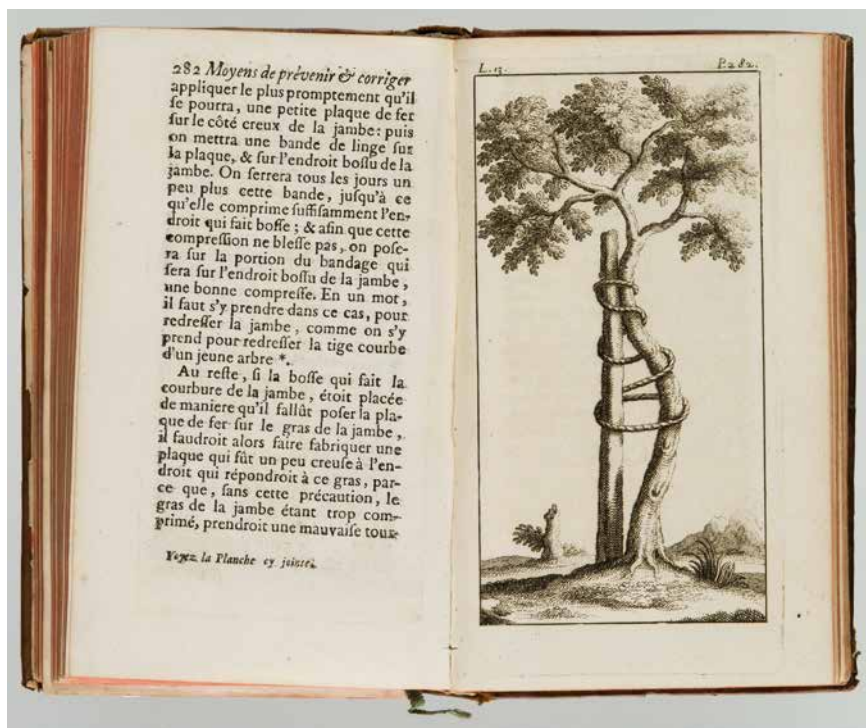 282 Moyens de prévenir & corriger
appliquer le plus promptement qu'il
ſe pourra, une petite plaque de fer
ſur le côté creux de la jambe: puis
on mettra une bande de linge ſur
la plaque, & ſur l'endroit boſſu de la
jambe. On ſerrera tous les jours un
peu plus cette bande, juſqu'à ce
qu'elle comprime ſuffiſamment l'en-
droit qui fait boſſe; & afin que cette
compreſſion ne bleſſe pas, on poſe-
ra ſur la portion du bandage qui
ſera ſur l'endroit boſſu de la jambe,
une bonne compreſſe. En un mot,
il faut s'y prendre dans ce cas, pour
redreſſer la jambe, comme on s'y
prend pour redreſſer la tige courbe
d'un jeune arbre *.
Au reſte, ſi la boſſe qui fait la
courbure de la jambe, étoit placée
de maniere qu'il fallût poſer la pla-
que de fer ſur le gras de la jambe,
il faudroit alors faire fabriquer une
plaque qui fût un peu creuſe à l'en-
droit qui répondroit à ce gras, par-
ce que, ſans cette précaution, le
gras de la jambe étant trop com-
primé, prendroit une mauvaiſe tour-
Voyez la Planche cy jointe.
L. 13.
P. 282.